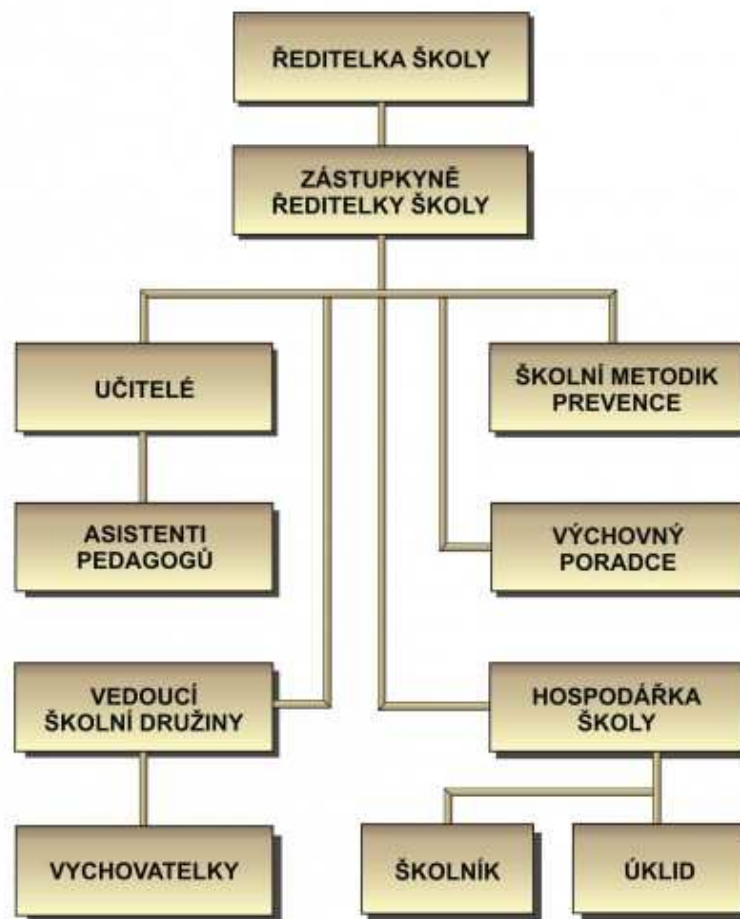 ŘEDITELKA ŠKOLY
ZÁSTUPKYNĚ
ŘEDITELKY ŠKOLY
UČITELÉ
ŠKOLNÍ METODIK
PREVENCE
ASISTENTI
PEDAGOGŮ
VÝCHOVNÝ
PORADCE
VEDOUCÍ
ŠKOLNÍ DRUŽINY
HOSPODÁŘKA
ŠKOLY
VYCHOVATELKY
ŠKOLNÍK
ÚKLID